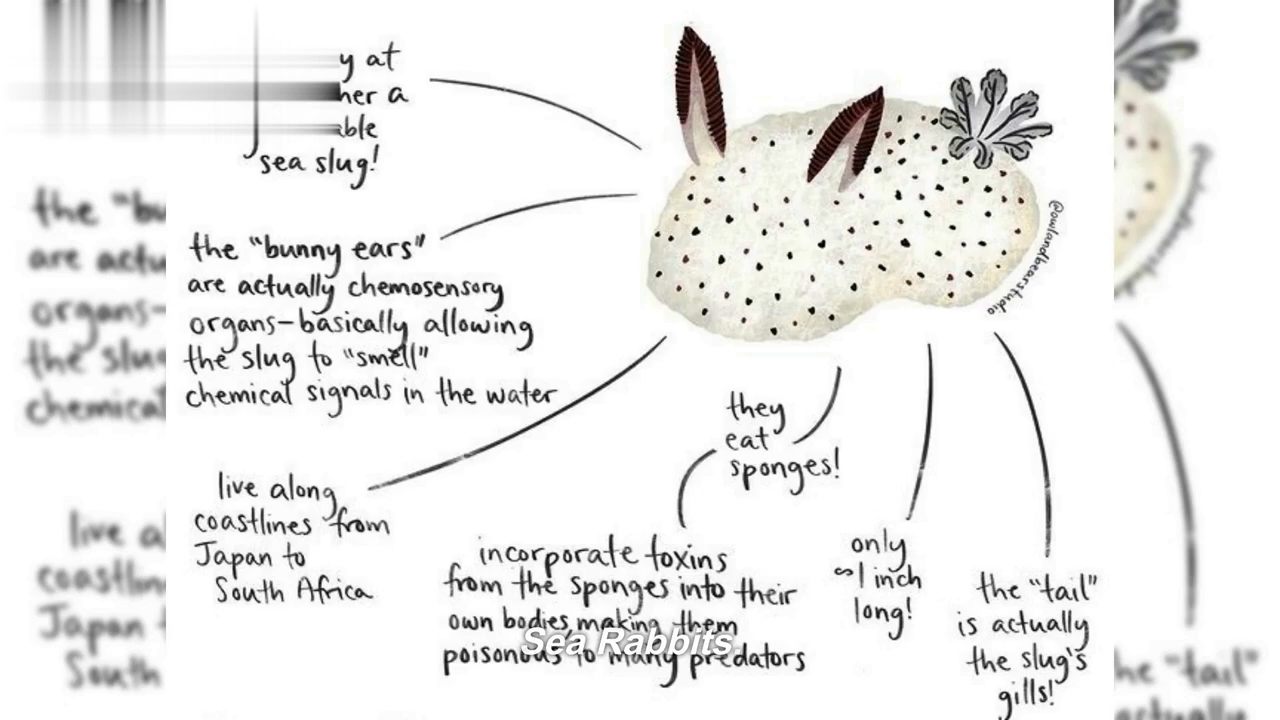 y at
her a
able
sea slug!
the "bunny ears"
are actually chemosensory
organs-basically allowing
the slug to "smell"
chemical signals in the water
live along
coastlines from
Japan to
South Africa
they
eat
sponges!
incorporate toxins
from the sponges into their
own bodies, making them
poisonous to many predators
only
~1 inch
long!
the "tail"
is actually
the slug's
gills!
@owlandbearstudio
Sea Rabbits